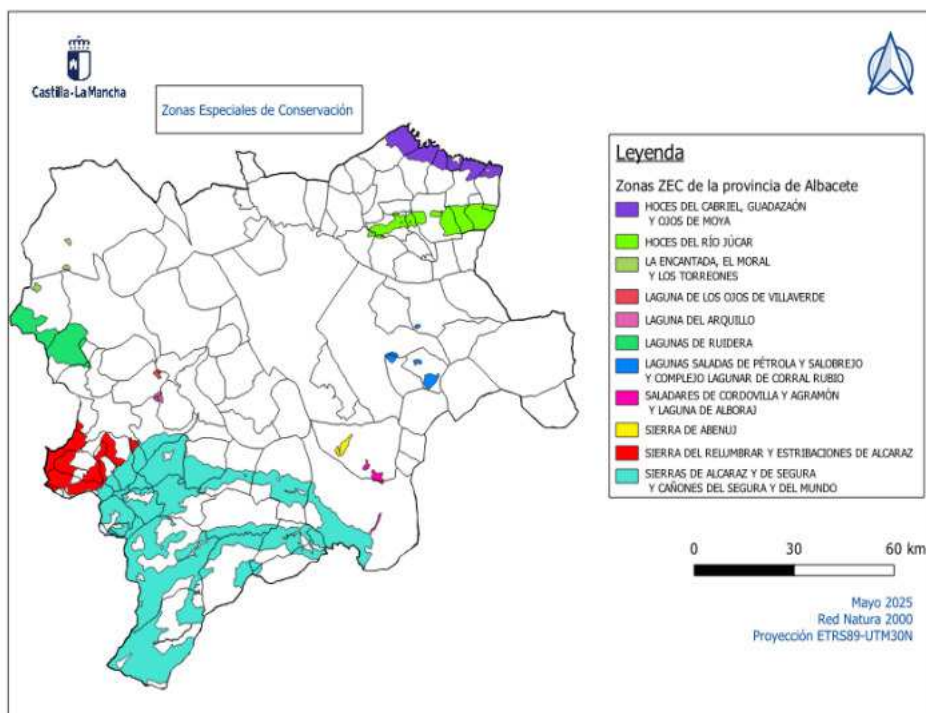 Castilla-La Mancha
Zonas Especiales de Conservación
Leyenda
Zonas ZEC de la provincia de Albacete
HOCES DEL CABRIEL, GUADAZAÓN
Y OJOS DE MOYA
HOCES DEL RÍO JÚCAR
LA ENCANTADA, EL MORAL
Y LOS TORREONES
LAGUNA DE LOS OJOS DE VILLAVERDE
LAGUNA DEL ARQUILLO
LAGUNAS DE RUIDERA
LAGUNAS SALADAS DE PÉTROLA Y SALOBREJO
Y COMPLEJO LAGUNAR DE CORRAL RUBIO
SALADARES DE CORDOVILLA Y AGRAMÓN
Y LAGUNA DE ALBORAJ
SIERRA DE ABENUJ
SIERRA DEL RELUMBRAR Y ESTRIBACIONES DE ALCARAZ
SIERRAS DE ALCARAZ Y DE SEGURA
Y CAÑONES DEL SEGURA Y DEL MUNDO
0 30 60 km
Mayo 2025
Red Natura 2000
Proyección ETRS89-UTM30N